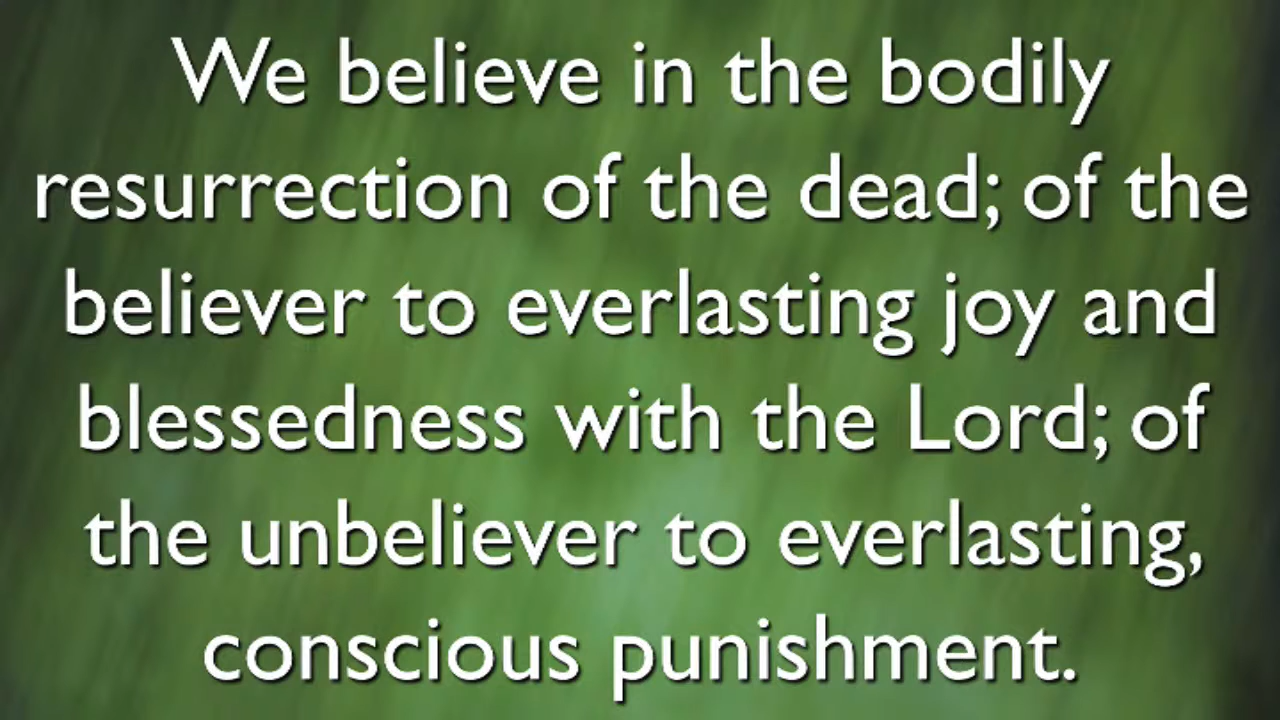 We believe in the bodily
resurrection of the dead; of the
believer to everlasting joy and
blessedness with the Lord; of
the unbeliever to everlasting,
conscious punishment.